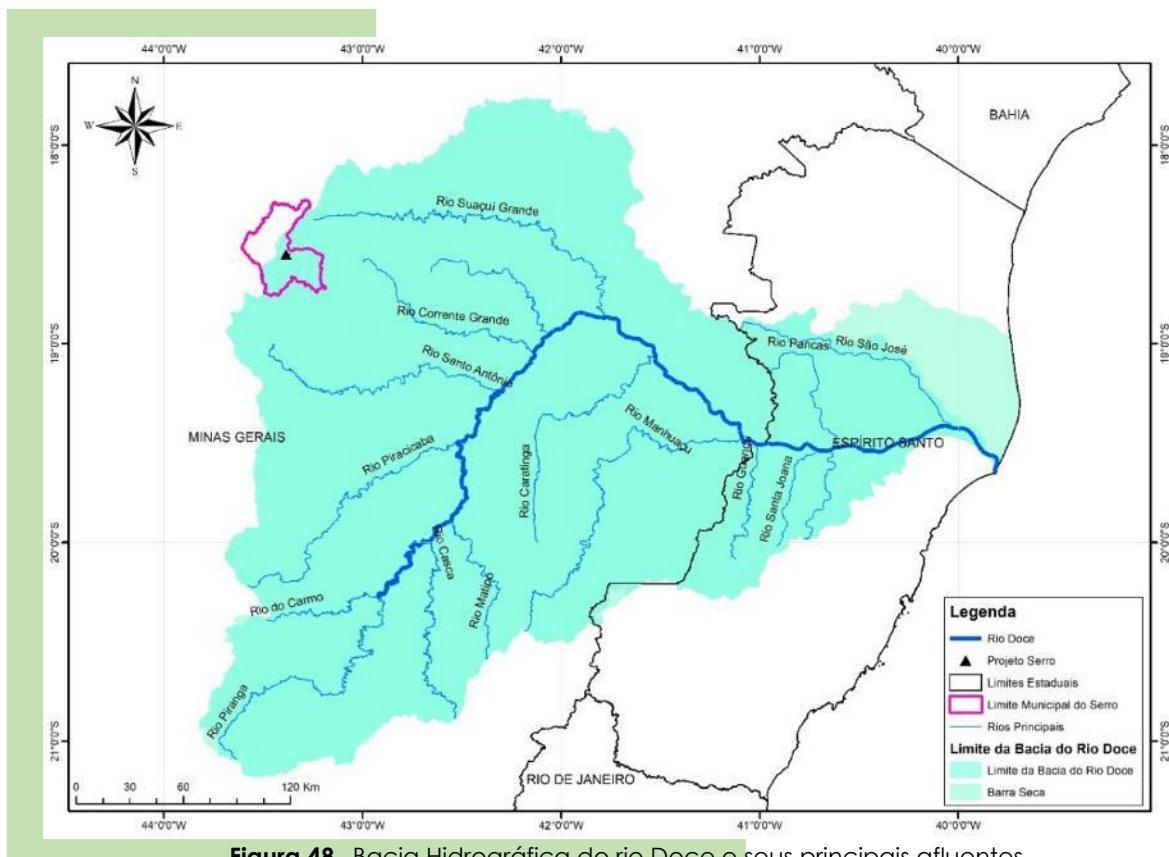 44°0'0"W 43°0'0"W 42°0'0"W 41°0'0"W 40°0'0"W
N
W E
S
BAHIA
18°0'0"S 18°0'0"S
Rio Suaçuí Grande
Rio Corrente Grande
19°0'0"S 19°0'0"S
Rio Pancas Rio São José
Rio Santo Antônio
MINAS GERAIS
Rio Manhuaçu
ESPÍRITO SANTO
Rio Piracicaba
Rio Caratinga
Rio Guandu
Rio Santa Joana
20°0'0"S 20°0'0"S
Rio Casca
Rio Matipó
Rio do Carmo
Rio Piranga
21°0'0"S 21°0'0"S
RIO DE JANEIRO
0 30 60 120 Km
Legenda
Rio Doce
Projeto Serro
Limites Estaduais
Limite Municipal do Serro
Rios Principais
Limite da Bacia do Rio Doce
Limite da Bacia do Rio Doce
Barra Seca
44°0'0"W 43°0'0"W 42°0'0"W 41°0'0"W 40°0'0"W
Figura 48. Bacia Hidrográfica do rio Doce e seus principais afluentes